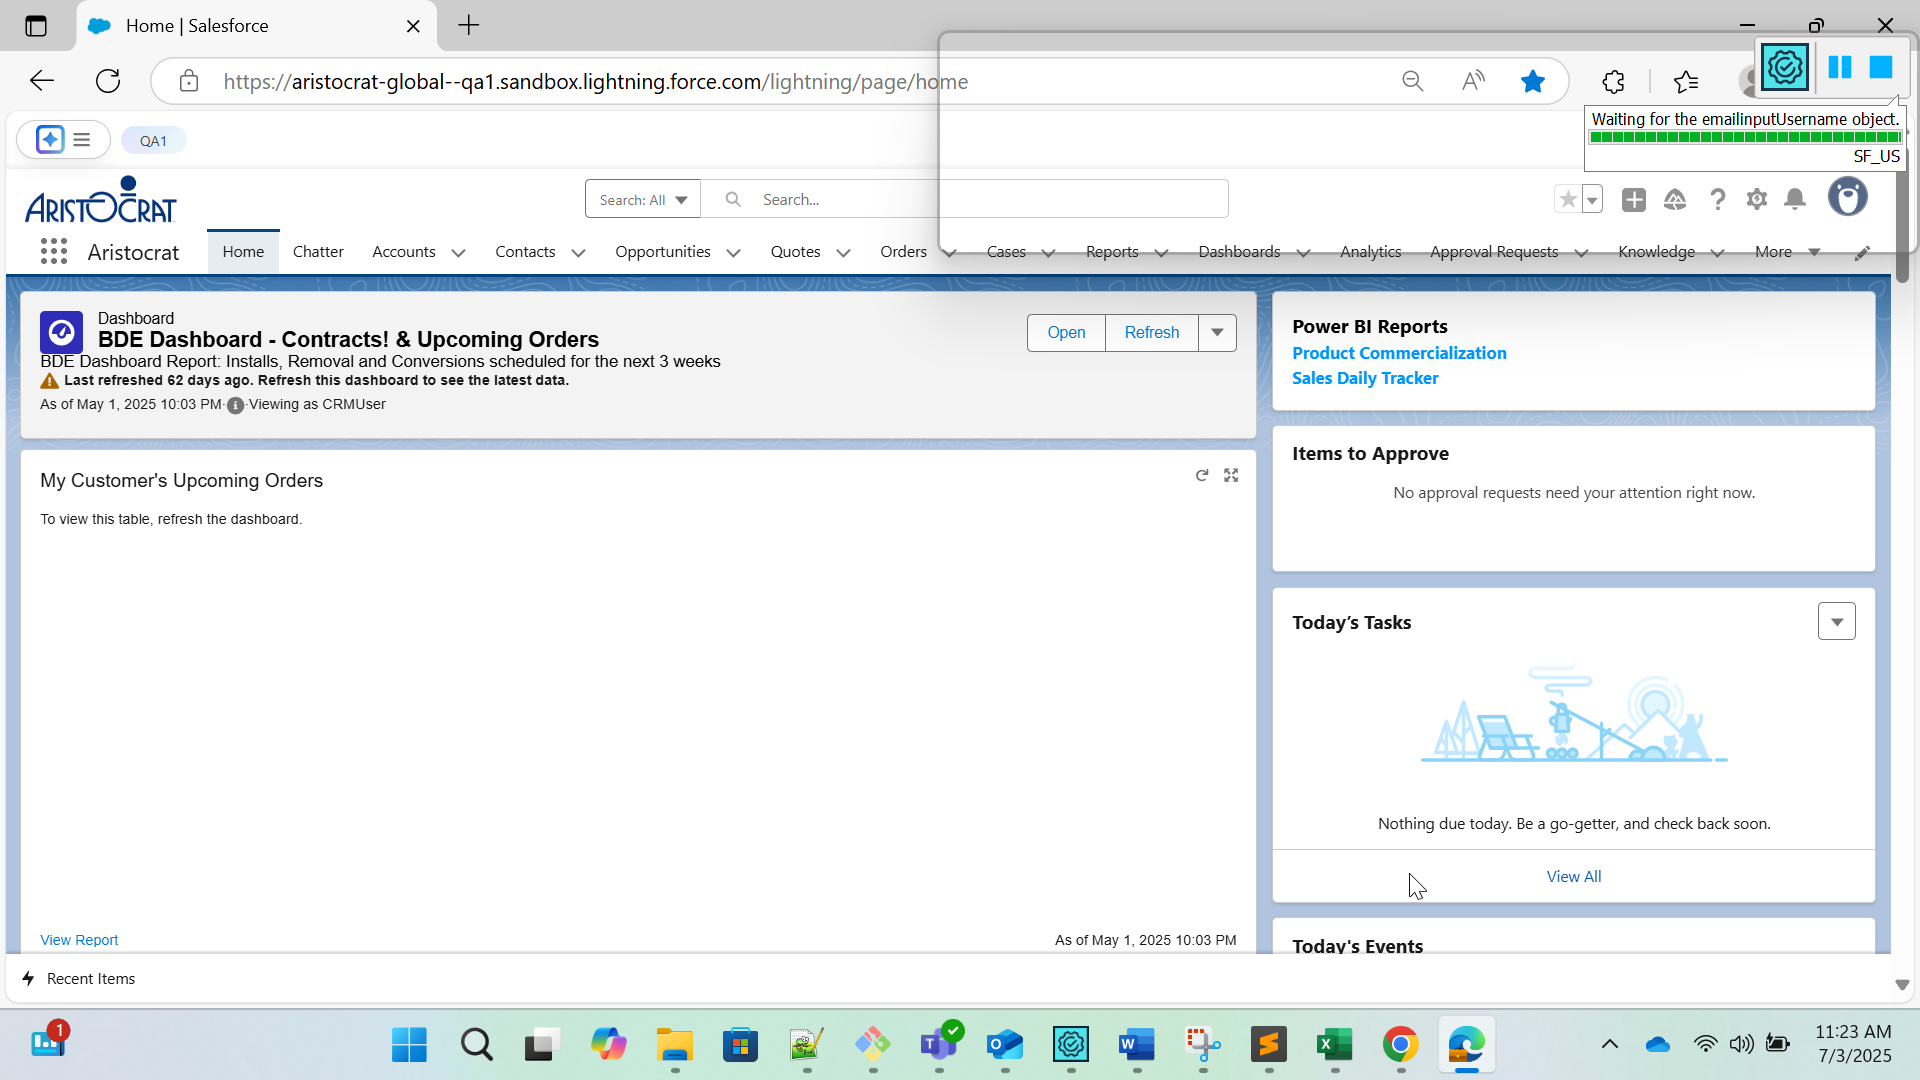 Home | Salesforce
https://aristocrat-global--qa1.sandbox.lightning.force.com/lightning/page/home
Waiting for the emailinputUsername object.
SF_US
QA1
ARISTOCRAT
Search: All
Search...
Aristocrat
Home
Chatter
Accounts
Contacts
Opportunities
Quotes
Orders
Cases
Reports
Dashboards
Analytics
Approval Requests
Knowledge
More
Dashboard
BDE Dashboard - Contracts! & Upcoming Orders
BDE Dashboard Report: Installs, Removal and Conversions scheduled for the next 3 weeks
Last refreshed 62 days ago. Refresh this dashboard to see the latest data.
As of May 1, 2025 10:03 PM·Viewing as CRMUser
Open
Refresh
Power BI Reports
Product Commercialization
Sales Daily Tracker
Items to Approve
No approval requests need your attention right now.
My Customer's Upcoming Orders
To view this table, refresh the dashboard.
View Report
As of May 1, 2025 10:03 PM
Today’s Tasks
Nothing due today. Be a go-getter, and check back soon.
View All
Today's Events
Recent Items
1
11:23 AM
7/3/2025